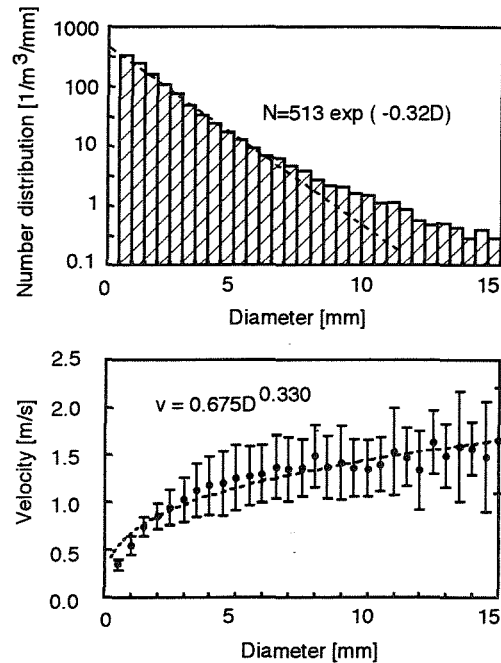 1000
100
10
1
0.1
Number distribution [1/m³/mm]
N=513 exp ( -0.32D)
0 5 10 15
Diameter [mm]
2.5
2.0
1.5
1.0
0.5
0.0
Velocity [m/s]
v = 0.675D^0.330
0 5 10 15
Diameter [mm]